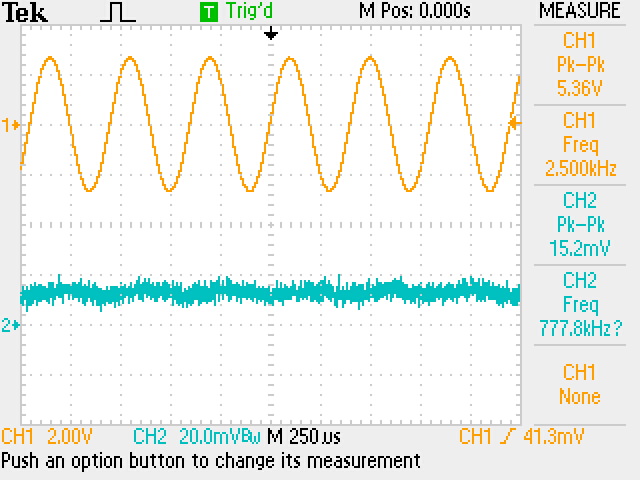 Tek T Trig'd M Pos: 0.000s MEASURE
CH1
Pk-Pk
5.36V
1
CH1
Freq
2.500kHz
CH2
Pk-Pk
15.2mV
CH2
Freq
2
777.8kHz?
CH1
None
CH1 2.00V CH2 20.0mVBw M 250µs CH1 41.3mV
Push an option button to change its measurement